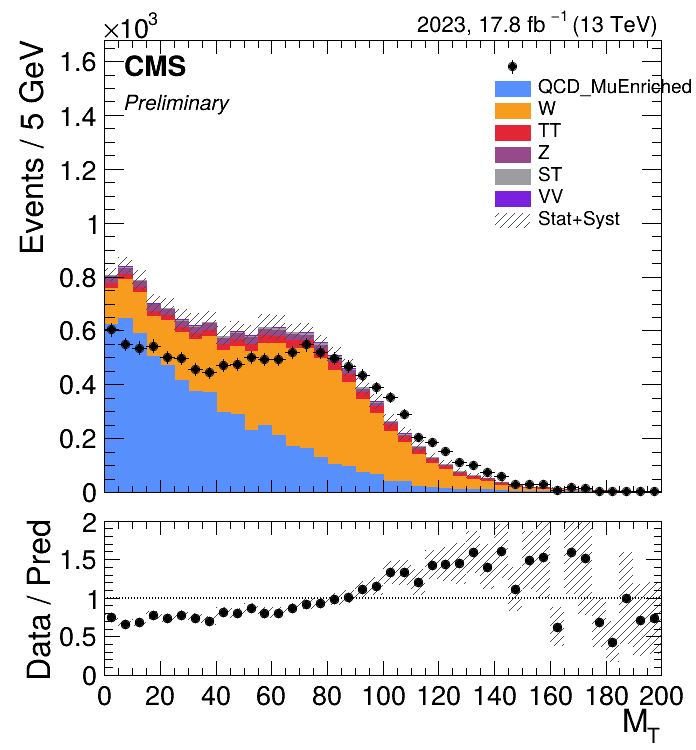 ×10³
2023, 17.8 fb⁻¹ (13 TeV)
CMS
Preliminary
QCD_MuEnriched
W
TT
Z
ST
VV
Stat+Syst
Events / 5 GeV
1.6
1.4
1.2
1
0.8
0.6
0.4
0.2
0
Data / Pred
2
1.5
1
0.5
0
0 20 40 60 80 100 120 140 160 180 200
M_T